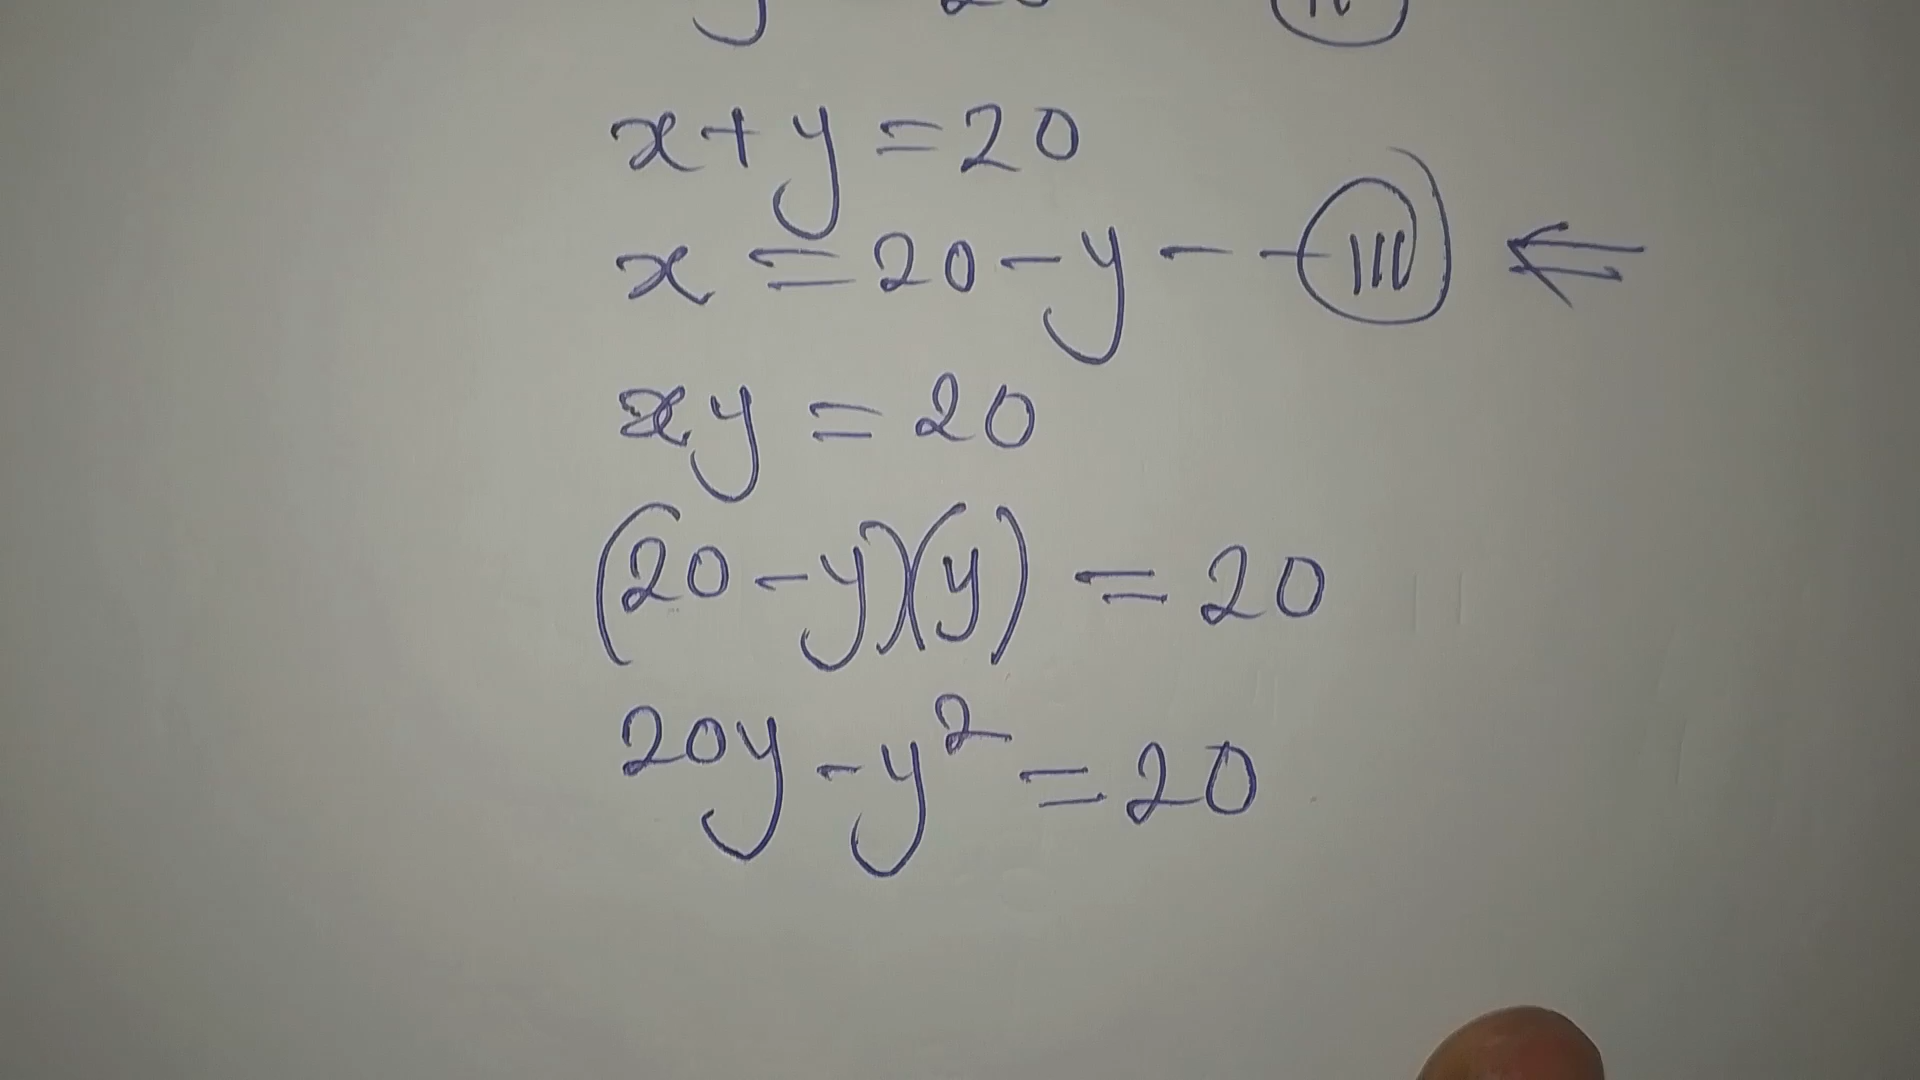 x+y=20
x=20-y--(III) ⇐
xy=20
(20-y)(y)=20
20y-y²=20